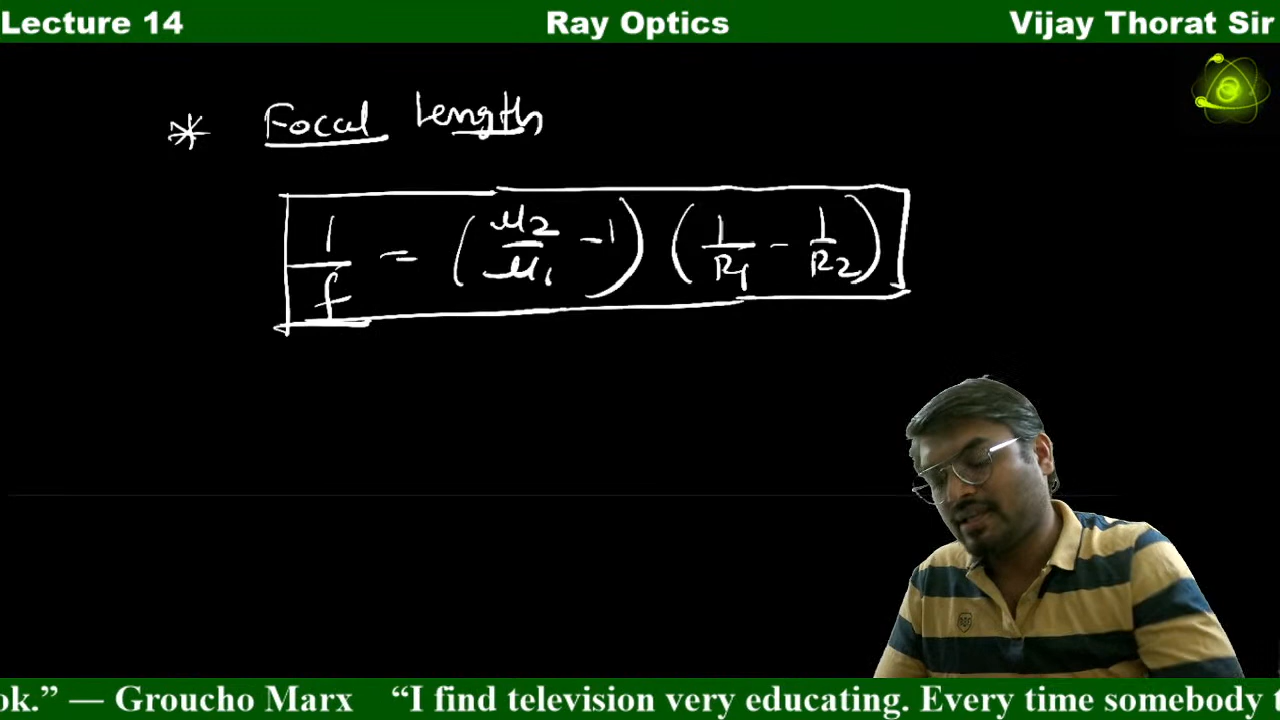 Lecture 14 Ray Optics Vijay Thorat Sir
* Focal Length
1/f = (μ2/μ1 - 1) (1/R1 - 1/R2)
ok.” — Groucho Marx “I find television very educating. Every time somebody t